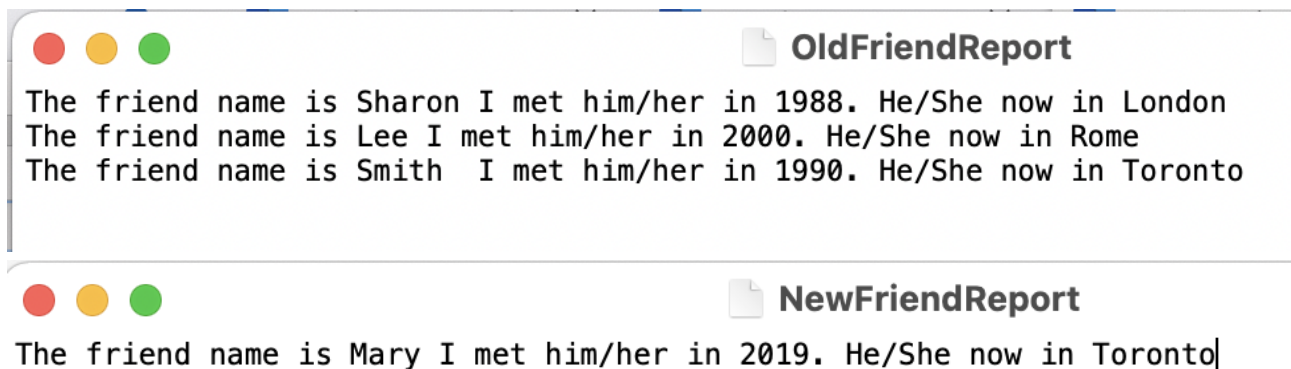 OldFriendReport
The friend name is Sharon I met him/her in 1988. He/She now in London
The friend name is Lee I met him/her in 2000. He/She now in Rome
The friend name is Smith  I met him/her in 1990. He/She now in Toronto
NewFriendReport
The friend name is Mary I met him/her in 2019. He/She now in Toronto